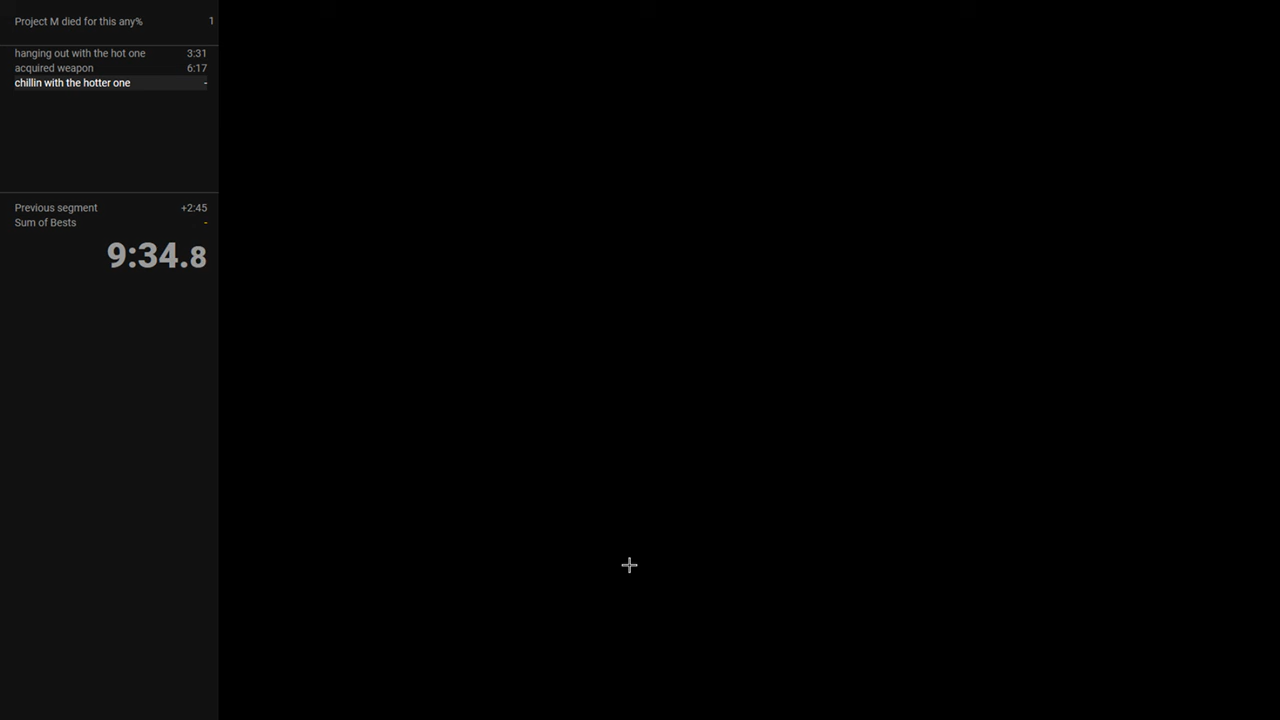 Project M died for this any% 1
hanging out with the hot one 3:31
acquired weapon 6:17
chillin with the hotter one -
Previous segment +2:45
Sum of Bests -
9:34.8